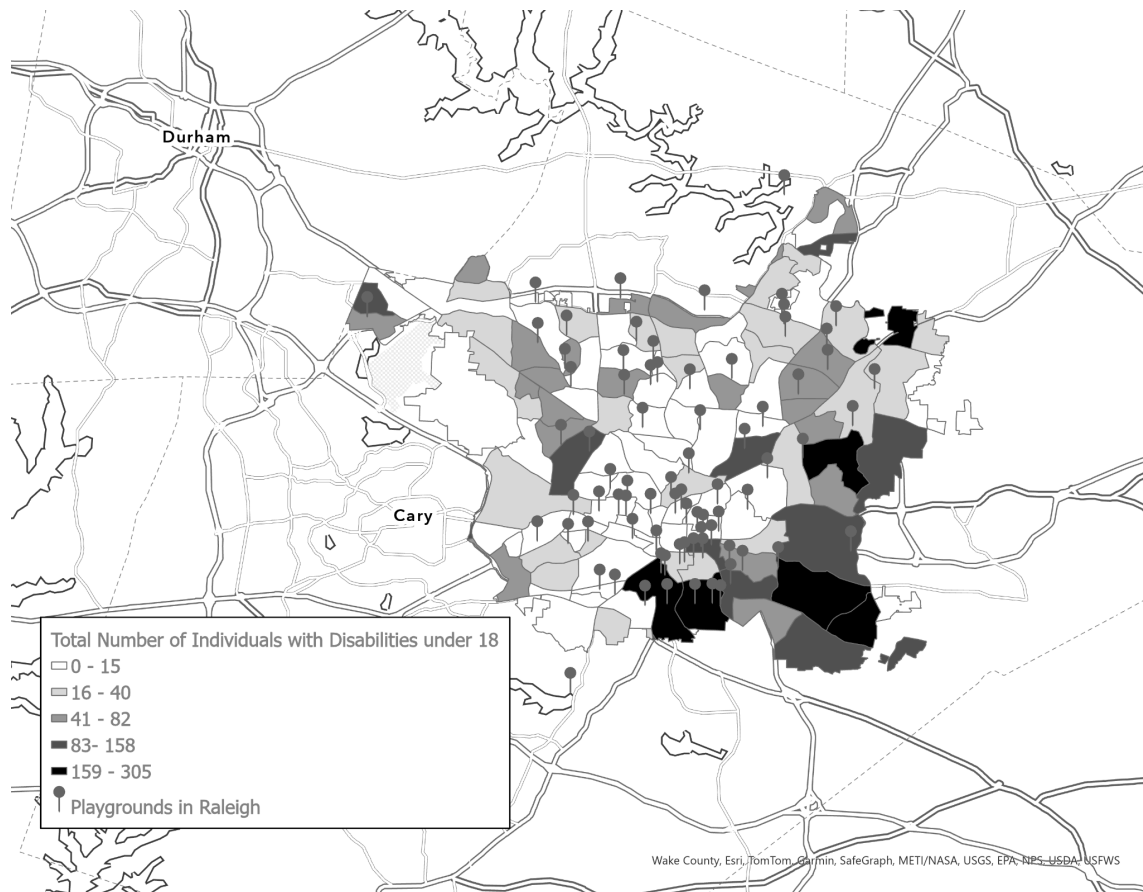 Durham
Cary
Total Number of Individuals with Disabilities under 18
0 - 15
16 - 40
41 - 82
83- 158
159 - 305
Playgrounds in Raleigh
Wake County, Esri, TomTom, Garmin, SafeGraph, METI/NASA, USGS, EPA, NPS, USDA, USFWS